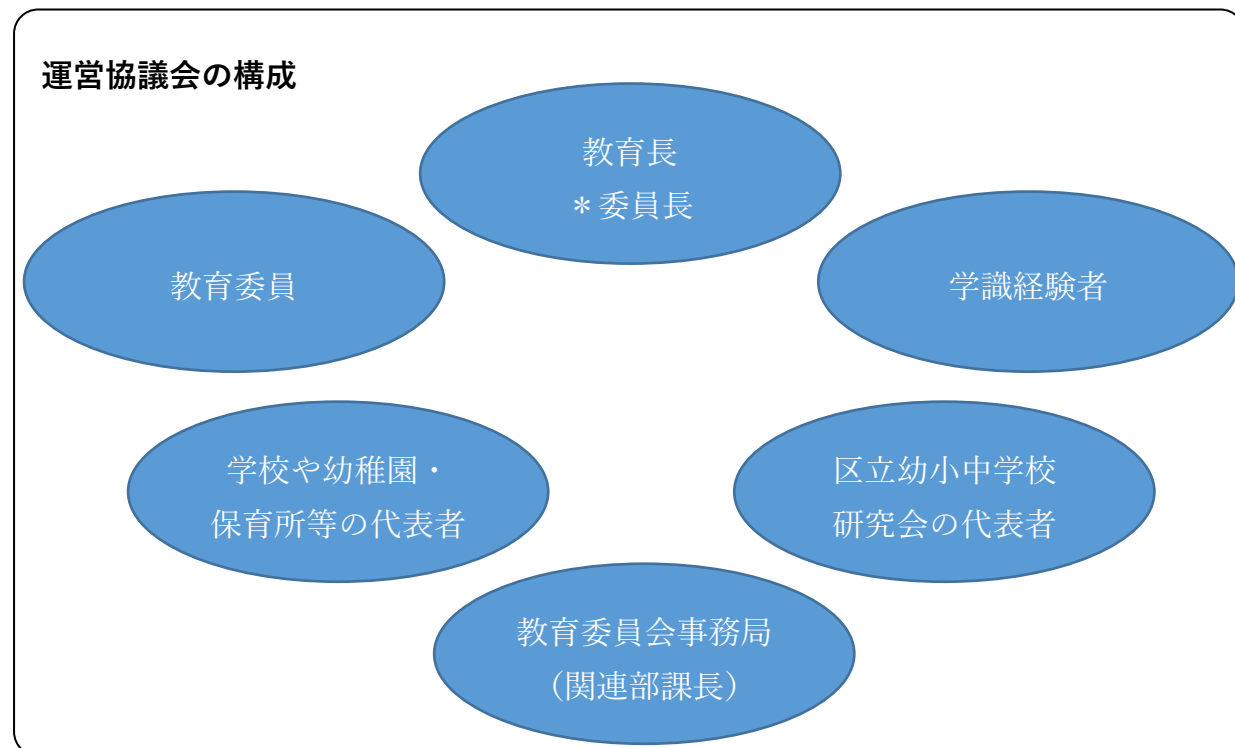 運営協議会の構成
教育長
＊委員長
教育委員
学識経験者
学校や幼稚園・
保育所等の代表者
区立幼小中学校
研究会の代表者
教育委員会事務局
（関連部課長）